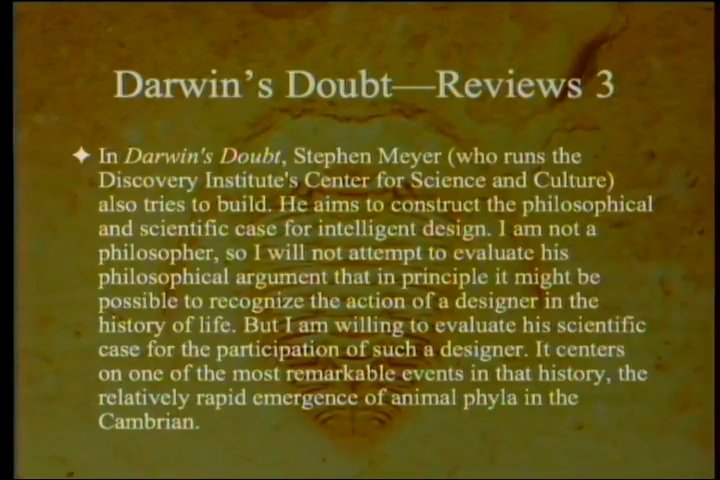 Darwin's Doubt—Reviews 3
✦ In Darwin's Doubt, Stephen Meyer (who runs the
Discovery Institute's Center for Science and Culture)
also tries to build. He aims to construct the philosophical
and scientific case for intelligent design. I am not a
philosopher, so I will not attempt to evaluate his
philosophical argument that in principle it might be
possible to recognize the action of a designer in the
history of life. But I am willing to evaluate his scientific
case for the participation of such a designer. It centers
on one of the most remarkable events in that history, the
relatively rapid emergence of animal phyla in the
Cambrian.